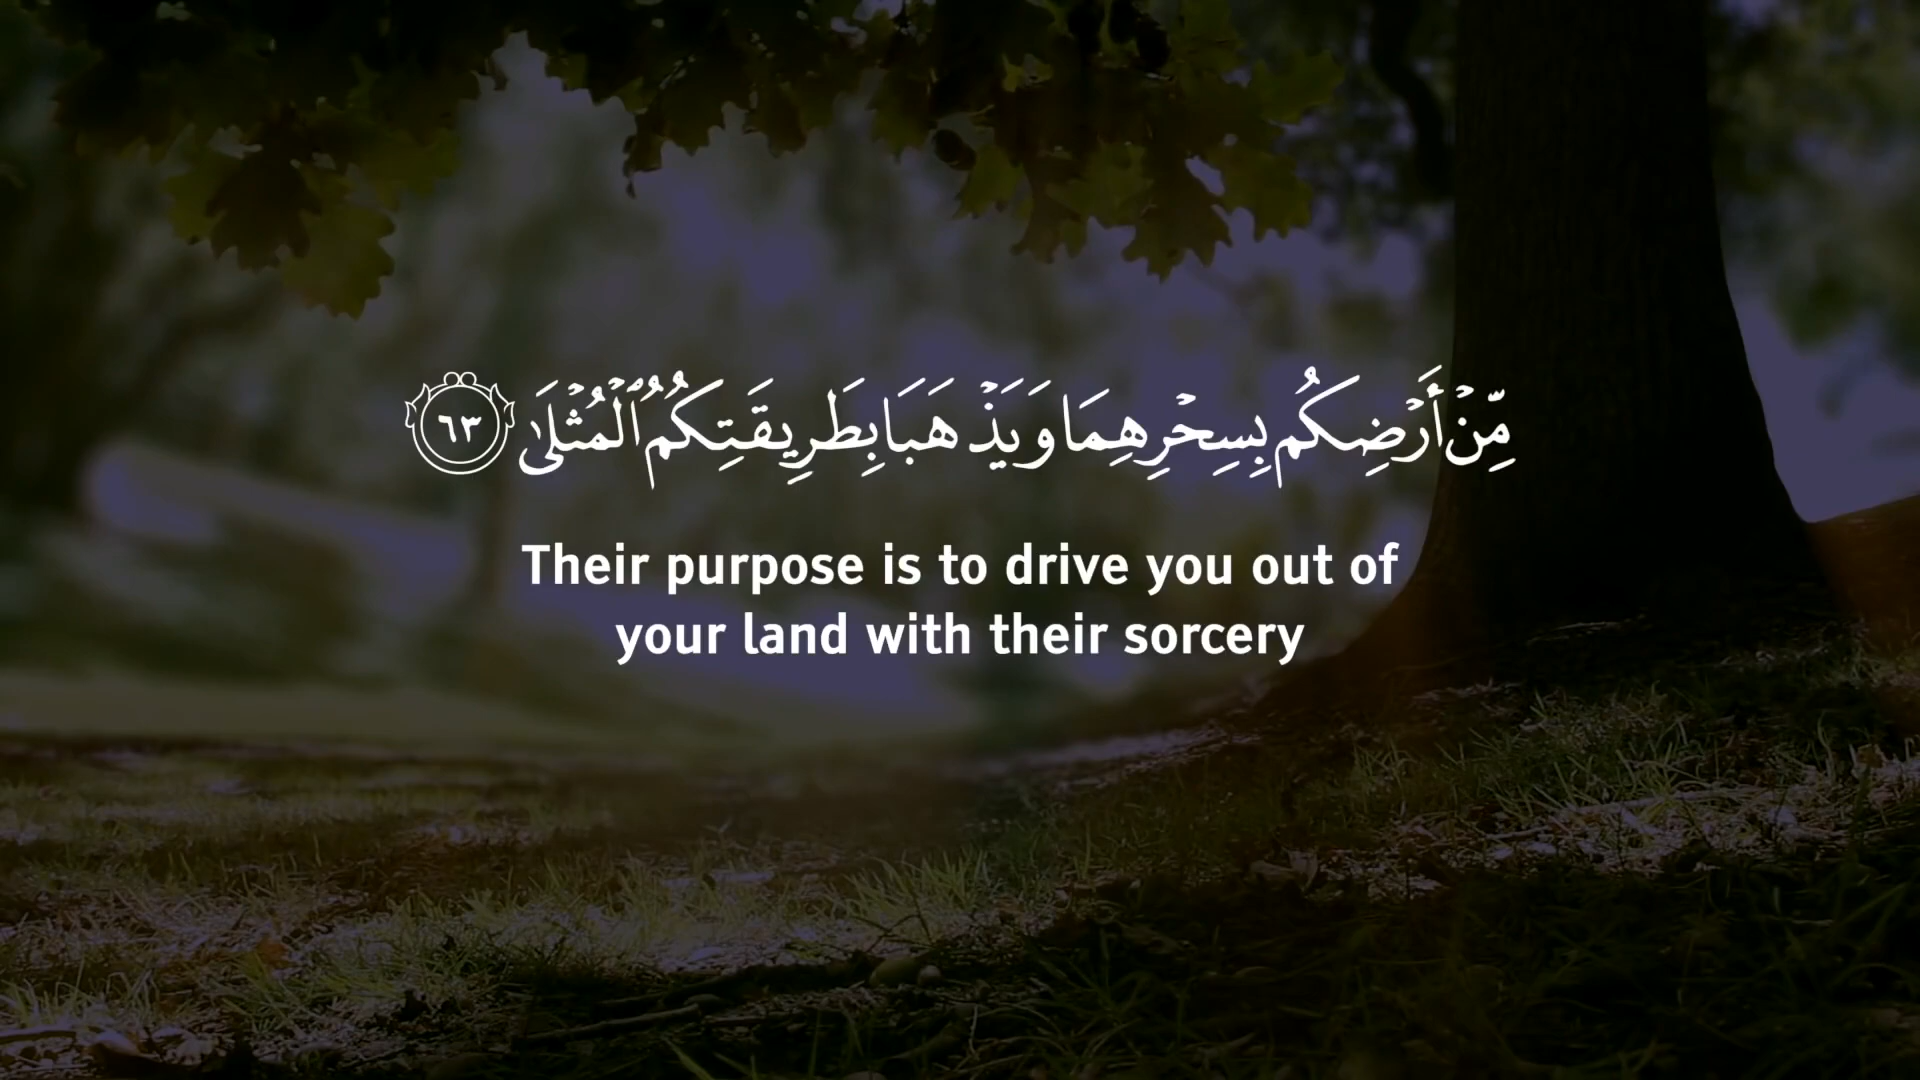 مِّنْ أَرْضِكُم بِسِحْرِهِمَا وَيَذْهَبَا بِطَرِيقَتِكُمُ ٱلْمُثْلَىٰ ٦٣
Their purpose is to drive you out of
your land with their sorcery